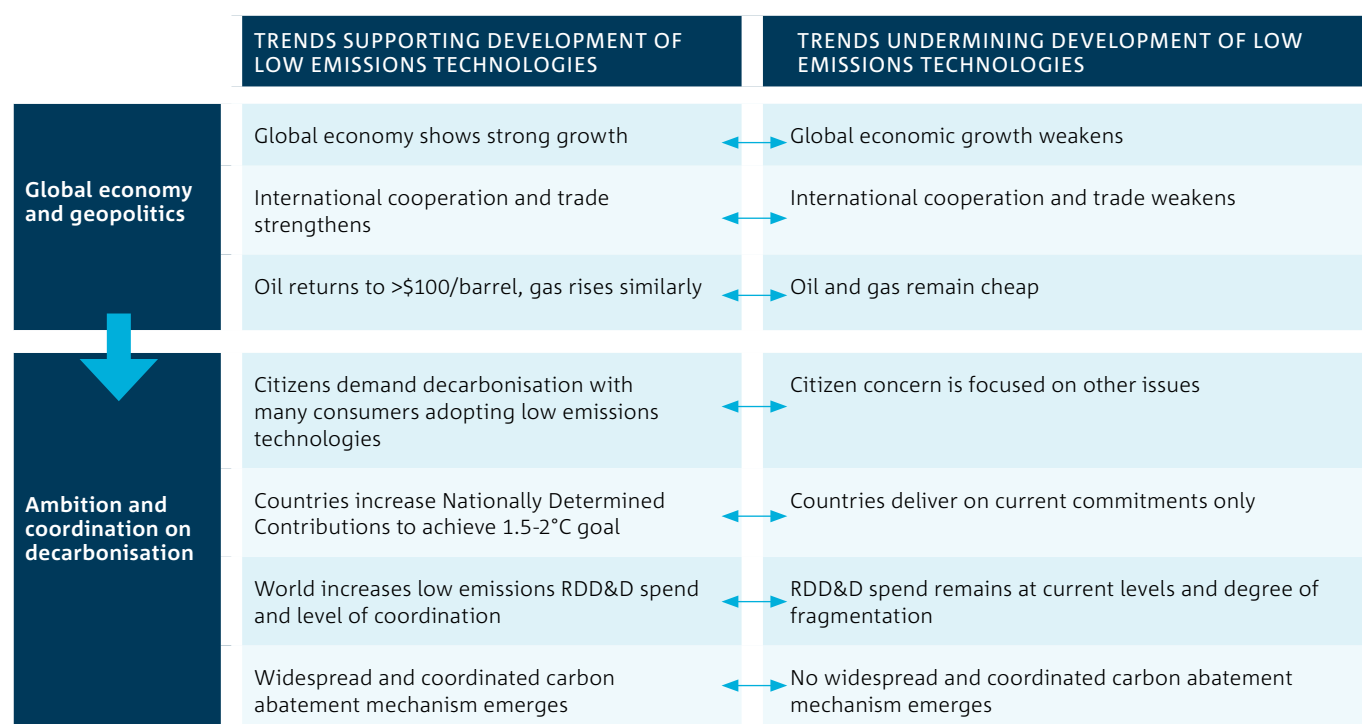 TRENDS SUPPORTING DEVELOPMENT OF
LOW EMISSIONS TECHNOLOGIES
TRENDS UNDERMINING DEVELOPMENT OF LOW
EMISSIONS TECHNOLOGIES
Global economy
and geopolitics
Global economy shows strong growth
Global economic growth weakens
International cooperation and trade
strengthens
International cooperation and trade weakens
Oil returns to >$100/barrel, gas rises similarly
Oil and gas remain cheap
Ambition and
coordination on
decarbonisation
Citizens demand decarbonisation with
many consumers adopting low emissions
technologies
Citizen concern is focused on other issues
Countries increase Nationally Determined
Contributions to achieve 1.5-2°C goal
Countries deliver on current commitments only
World increases low emissions RDD&D spend
and level of coordination
RDD&D spend remains at current levels and degree of
fragmentation
Widespread and coordinated carbon
abatement mechanism emerges
No widespread and coordinated carbon abatement
mechanism emerges